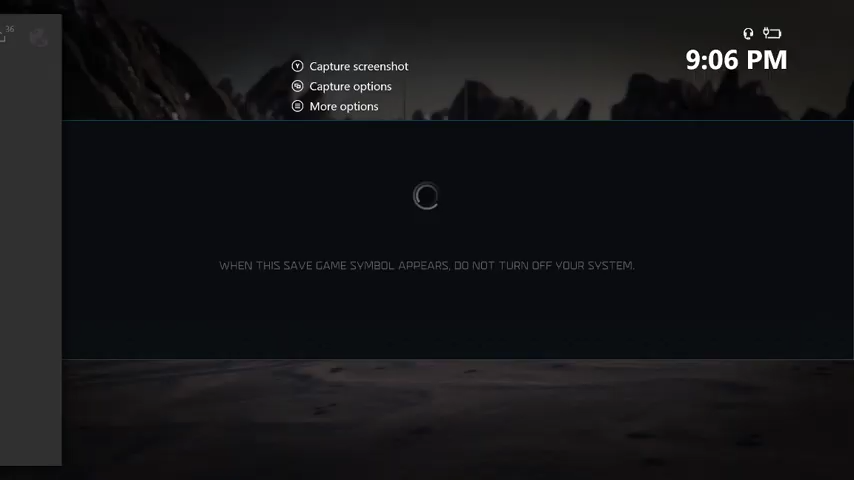 36
Capture screenshot
Capture options
More options
9:06 PM
WHEN THIS SAVE GAME SYMBOL APPEARS, DO NOT TURN OFF YOUR SYSTEM.